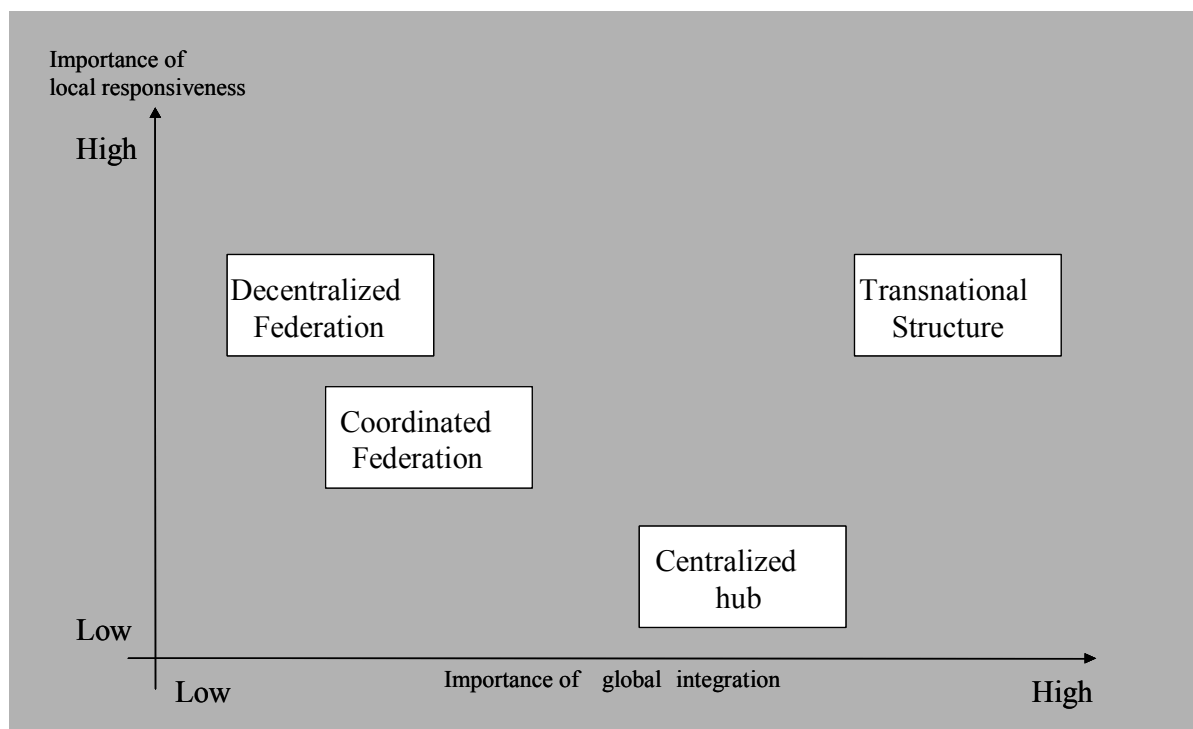 Importance of
local responsiveness
High
Decentralized
Federation
Transnational
Structure
Coordinated
Federation
Centralized
hub
Low
Importance of global integration
Low
High